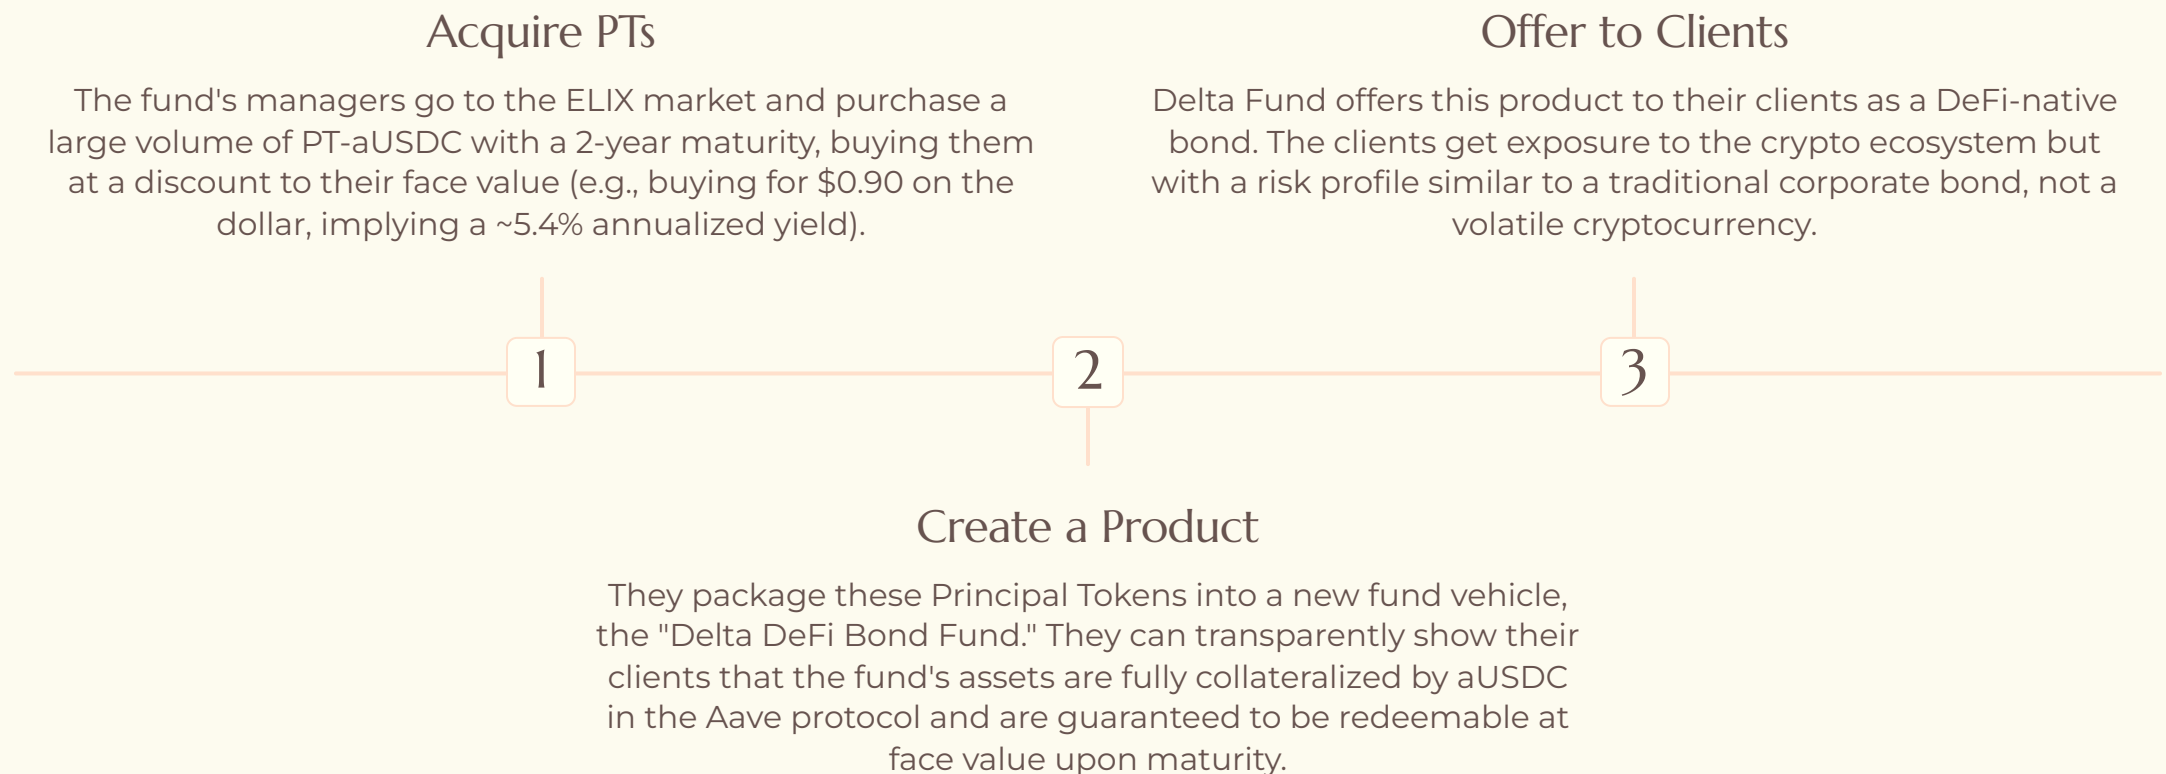 Acquire PTs
The fund's managers go to the ELIX market and purchase a
large volume of PT-aUSDC with a 2-year maturity, buying them
at a discount to their face value (e.g., buying for $0.90 on the
dollar, implying a ~5.4% annualized yield).
Offer to Clients
Delta Fund offers this product to their clients as a DeFi-native
bond. The clients get exposure to the crypto ecosystem but
with a risk profile similar to a traditional corporate bond, not a
volatile cryptocurrency.
1
2
3
Create a Product
They package these Principal Tokens into a new fund vehicle,
the "Delta DeFi Bond Fund." They can transparently show their
clients that the fund's assets are fully collateralized by aUSDC
in the Aave protocol and are guaranteed to be redeemable at
face value upon maturity.